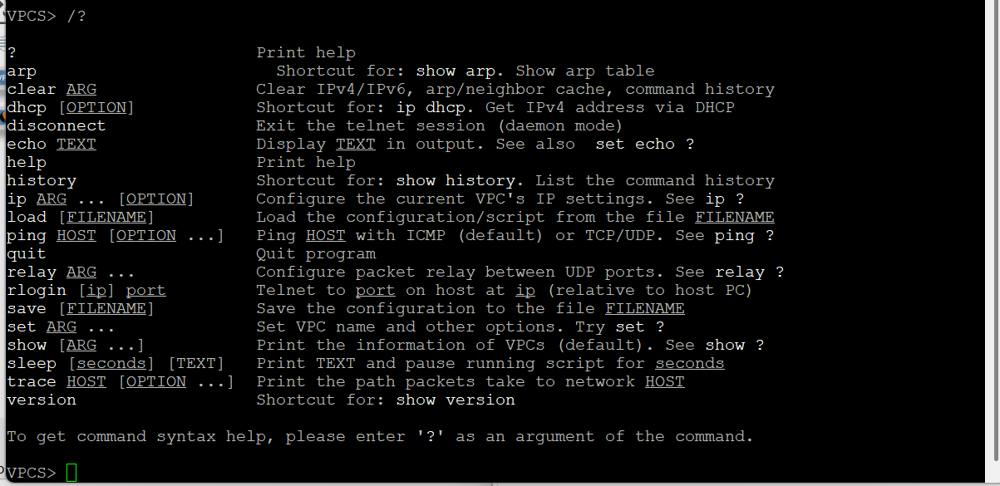 VPCS> /?
?                        Print help
arp                        Shortcut for: show arp. Show arp table
clear ARG                Clear IPv4/IPv6, arp/neighbor cache, command history
dhcp [OPTION]            Shortcut for: ip dhcp. Get IPv4 address via DHCP
disconnect               Exit the telnet session (daemon mode)
echo TEXT                Display TEXT in output. See also  set echo ?
help                     Print help
history                  Shortcut for: show history. List the command history
ip ARG ... [OPTION]      Configure the current VPC's IP settings. See ip ?
load [FILENAME]          Load the configuration/script from the file FILENAME
ping HOST [OPTION ...]   Ping HOST with ICMP (default) or TCP/UDP. See ping ?
quit                     Quit program
relay ARG ...            Configure packet relay between UDP ports. See relay ?
rlogin [ip] port         Telnet to port on host at ip (relative to host PC)
save [FILENAME]          Save the configuration to the file FILENAME
set ARG ...              Set VPC name and other options. Try set ?
show [ARG ...]           Print the information of VPCs (default). See show ?
sleep [seconds] [TEXT]   Print TEXT and pause running script for seconds
trace HOST [OPTION ...]  Print the path packets take to network HOST
version                  Shortcut for: show version
To get command syntax help, please enter '?' as an argument of the command.
VPCS>